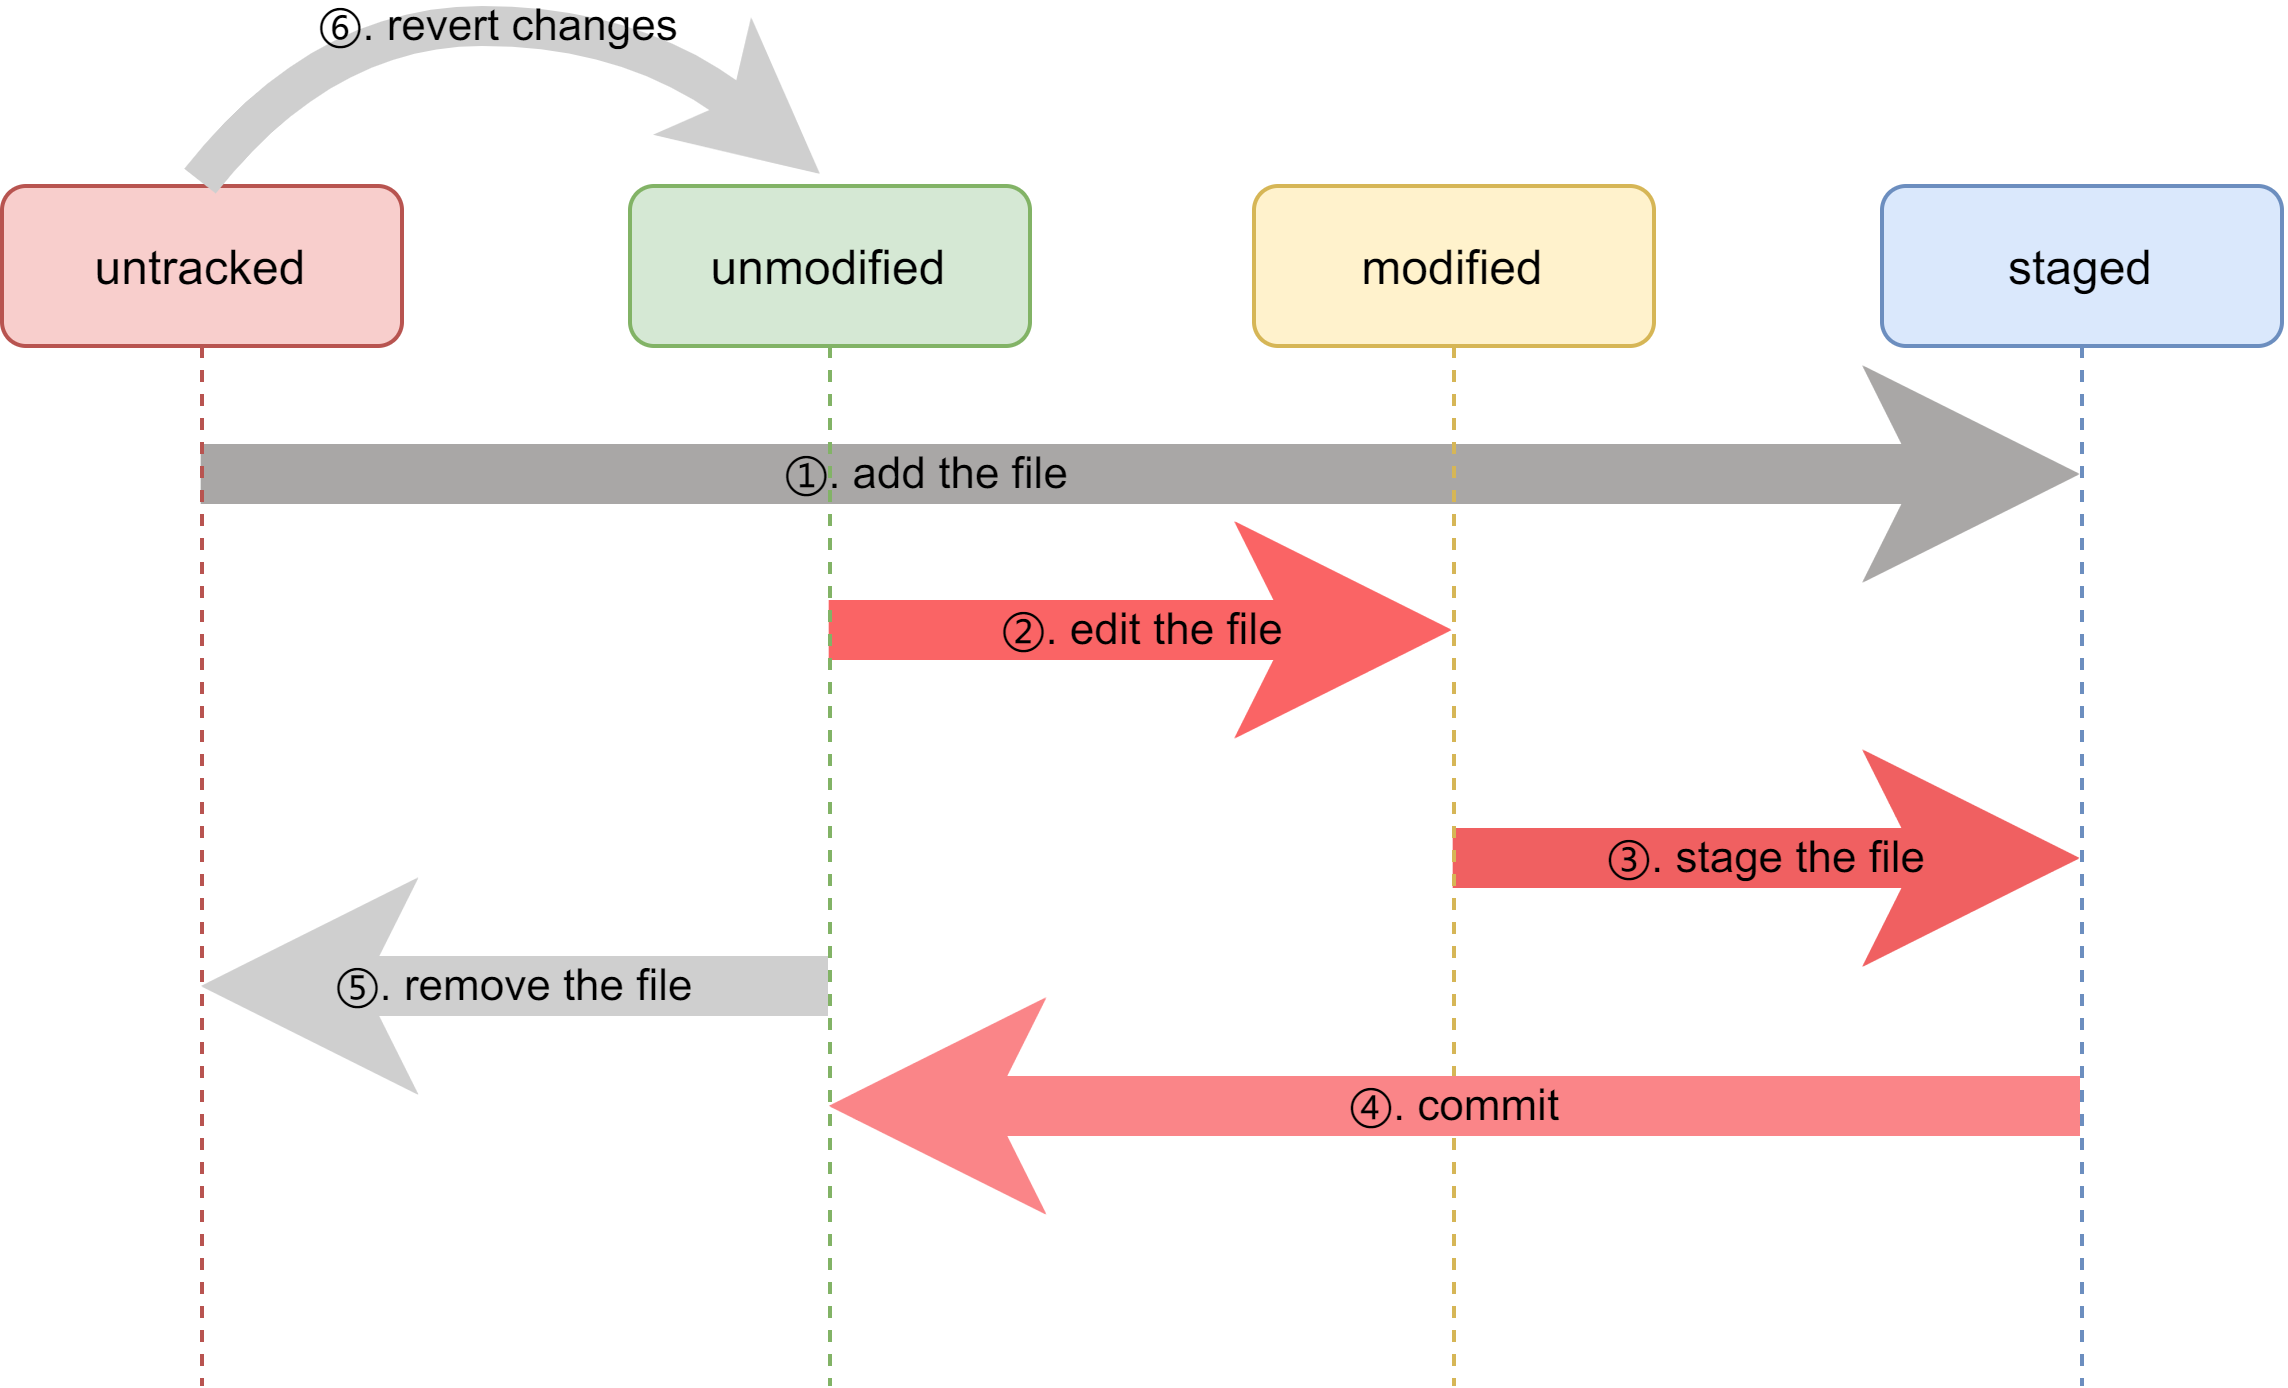 ⑥. revert changes
untracked
unmodified
modified
staged
①. add the file
②. edit the file
③. stage the file
⑤. remove the file
④. commit